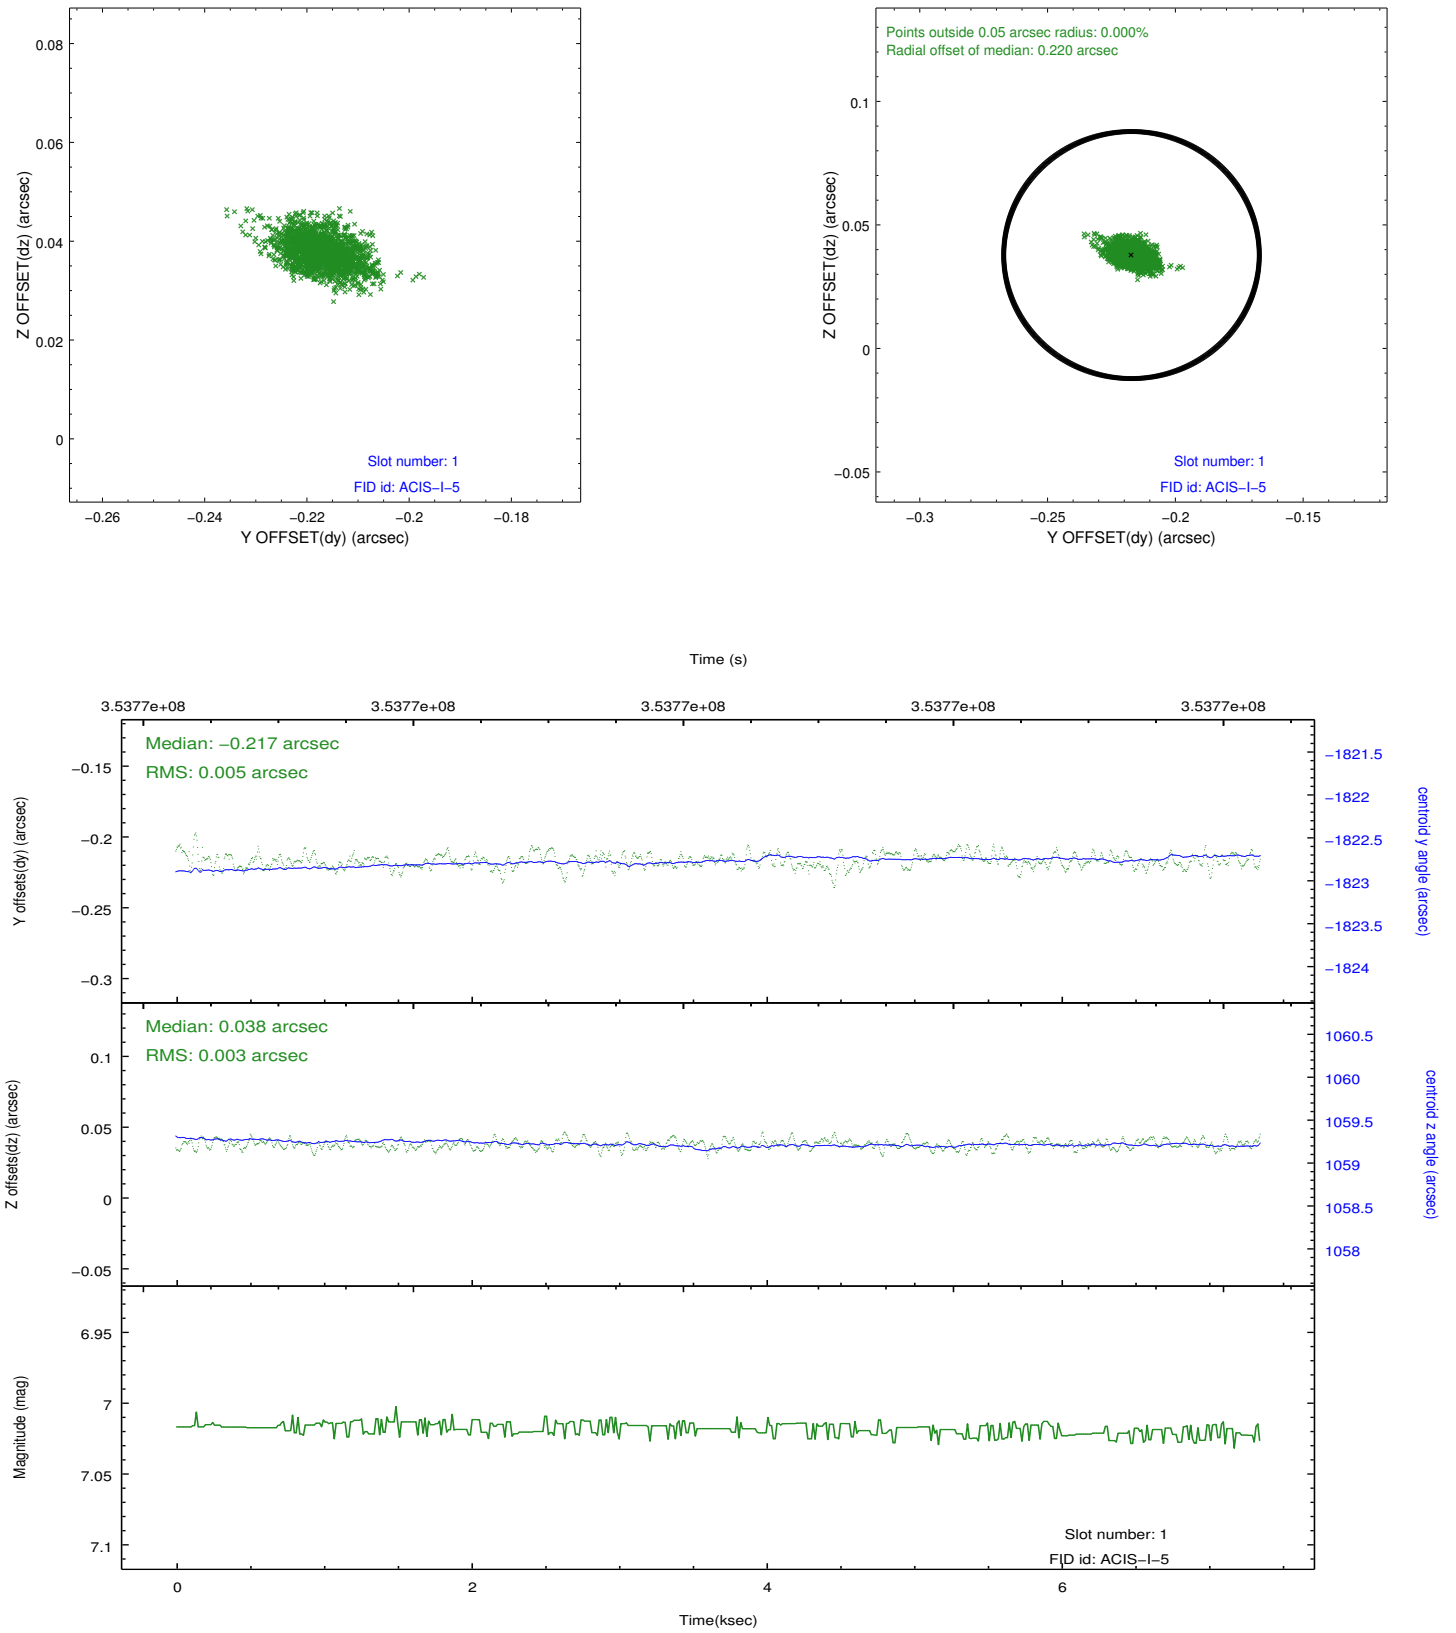 0.08
0.06
0.04
0.02
0
Z OFFSET(dz) (arcsec)
Slot number: 1
FID id: ACIS−I−5
−0.26
−0.24
−0.22
−0.2
−0.18
Y OFFSET(dy) (arcsec)
Points outside 0.05 arcsec radius: 0.000%
Radial offset of median: 0.220 arcsec
0.1
0.05
0
−0.05
Z OFFSET(dz) (arcsec)
Slot number: 1
FID id: ACIS−I−5
−0.3
−0.25
−0.2
−0.15
Y OFFSET(dy) (arcsec)
Time (s)
3.5377e+08
3.5377e+08
3.5377e+08
3.5377e+08
3.5377e+08
Median: −0.217 arcsec
RMS: 0.005 arcsec
−0.15
−0.2
−0.25
−0.3
Y offsets(dy) (arcsec)
−1821.5
−1822
−1822.5
−1823
−1823.5
−1824
centroid y angle (arcsec)
Median: 0.038 arcsec
RMS: 0.003 arcsec
0.1
0.05
0
−0.05
Z offsets(dz) (arcsec)
1060.5
1060
1059.5
1059
1058.5
1058
centroid z angle (arcsec)
6.95
7
7.05
7.1
Magnitude (mag)
Slot number: 1
FID id: ACIS−I−5
0
2
4
6
Time(ksec)